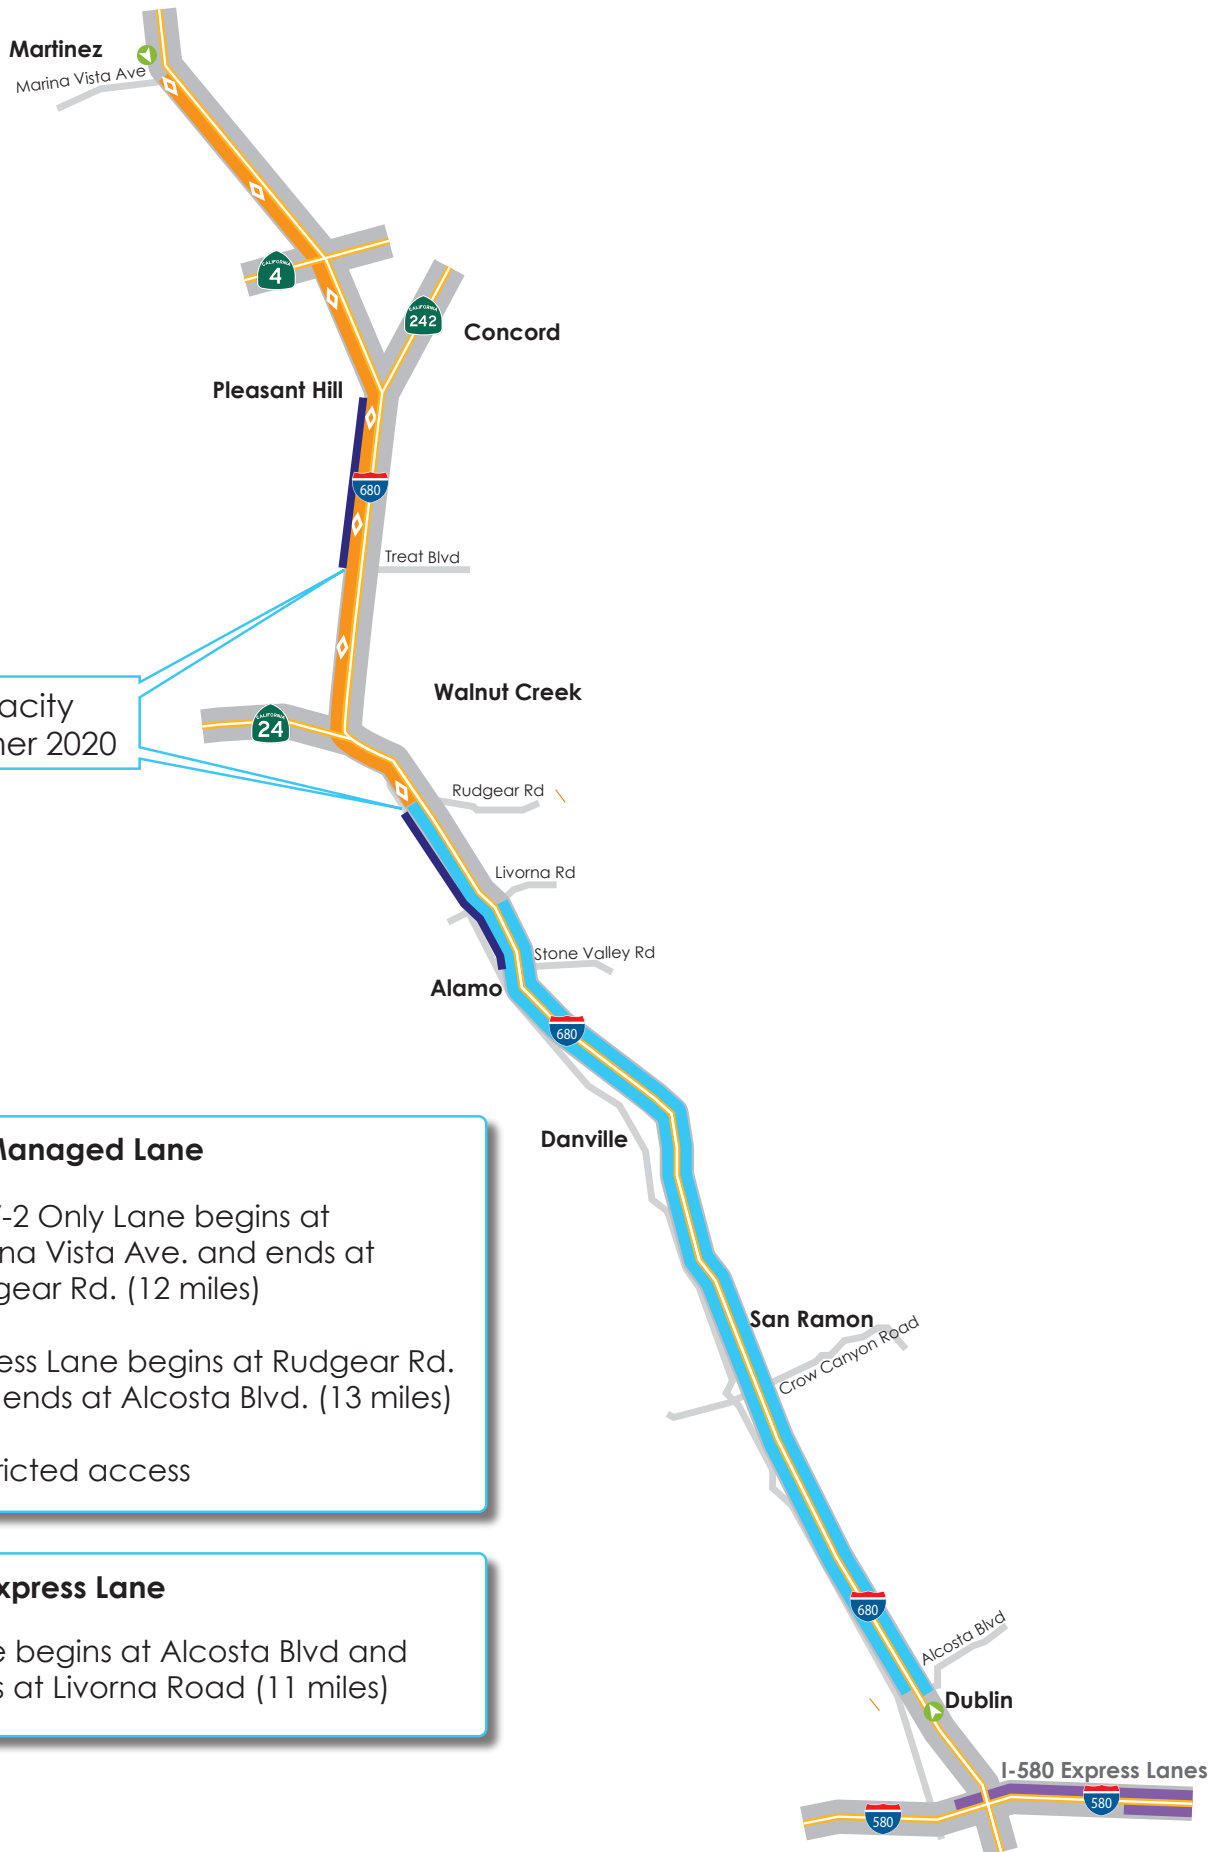 Martinez
Marina Vista Ave
CALIFORNIA
4
CALIFORNIA
242
Concord
Pleasant Hill
680
Treat Blvd
acity
er 2020
Walnut Creek
CALIFORNIA
24
Rudgear Rd
Livorna Rd
Stone Valley Rd
Alamo
680
Danville
Managed Lane
-2 Only Lane begins at
na Vista Ave. and ends at
gear Rd. (12 miles)
ess Lane begins at Rudgear Rd.
ends at Alcosta Blvd. (13 miles)
ricted access
San Ramon
Crow Canyon Road
xpress Lane
e begins at Alcosta Blvd and
s at Livorna Road (11 miles)
680
Alcosta Blvd
Dublin
I-580 Express Lanes
580
580